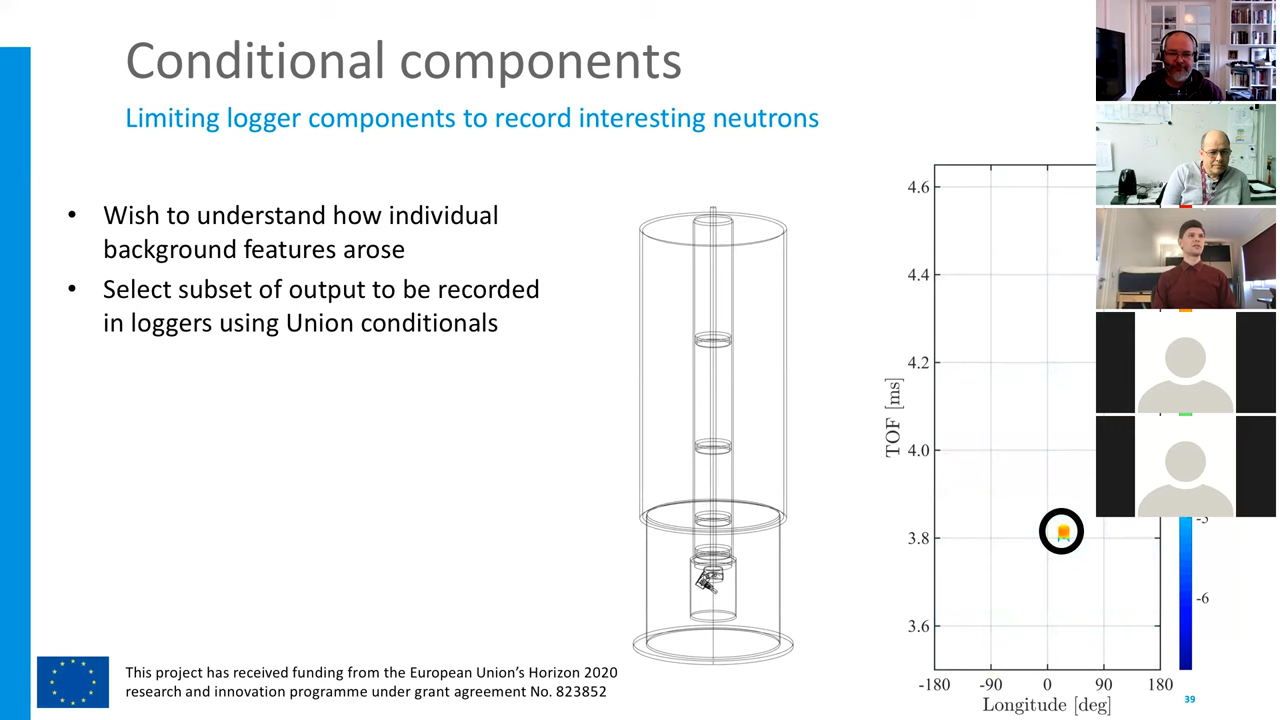 Conditional components
Limiting logger components to record interesting neutrons
• Wish to understand how individual
background features arose
• Select subset of output to be recorded
in loggers using Union conditionals
4.6
4.4
4.2
4.0
3.8
3.6
TOF [ms]
-180 -90 0 90 180
Longitude [deg]
-5
-6
This project has received funding from the European Union's Horizon 2020
research and innovation programme under grant agreement No. 823852
39